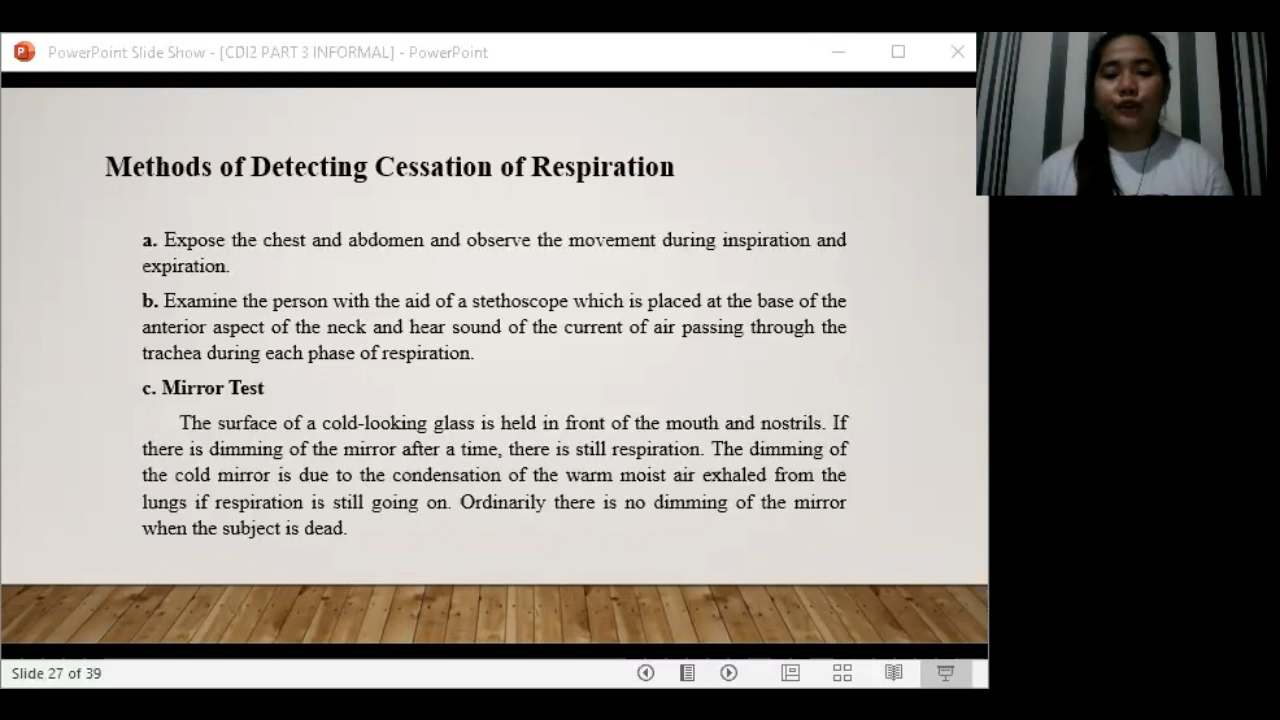 PowerPoint Slide Show - [CDI2 PART 3 INFORMAL] - PowerPoint
Methods of Detecting Cessation of Respiration
a. Expose the chest and abdomen and observe the movement during inspiration and
expiration.
b. Examine the person with the aid of a stethoscope which is placed at the base of the
anterior aspect of the neck and hear sound of the current of air passing through the
trachea during each phase of respiration.
c. Mirror Test
The surface of a cold-looking glass is held in front of the mouth and nostrils. If
there is dimming of the mirror after a time, there is still respiration. The dimming of
the cold mirror is due to the condensation of the warm moist air exhaled from the
lungs if respiration is still going on. Ordinarily there is no dimming of the mirror
when the subject is dead.
Slide 27 of 39